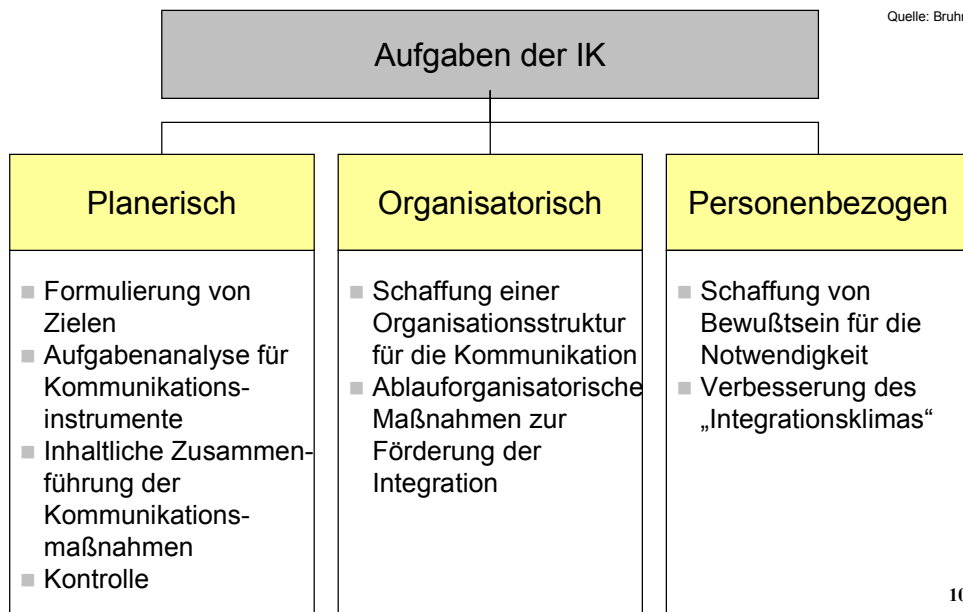 Quelle: Bruhn
Aufgaben der IK
Planerisch
Formulierung von
Zielen
Aufgabenanalyse für
Kommunikations-
instrumente
Inhaltliche Zusammen-
führung der
Kommunikations-
maßnahmen
Kontrolle
Organisatorisch
Schaffung einer
Organisationsstruktur
für die Kommunikation
Ablauforganisatorische
Maßnahmen zur
Förderung der
Integration
Personenbezogen
Schaffung von
Bewußtsein für die
Notwendigkeit
Verbesserung des
„Integrationsklimas“